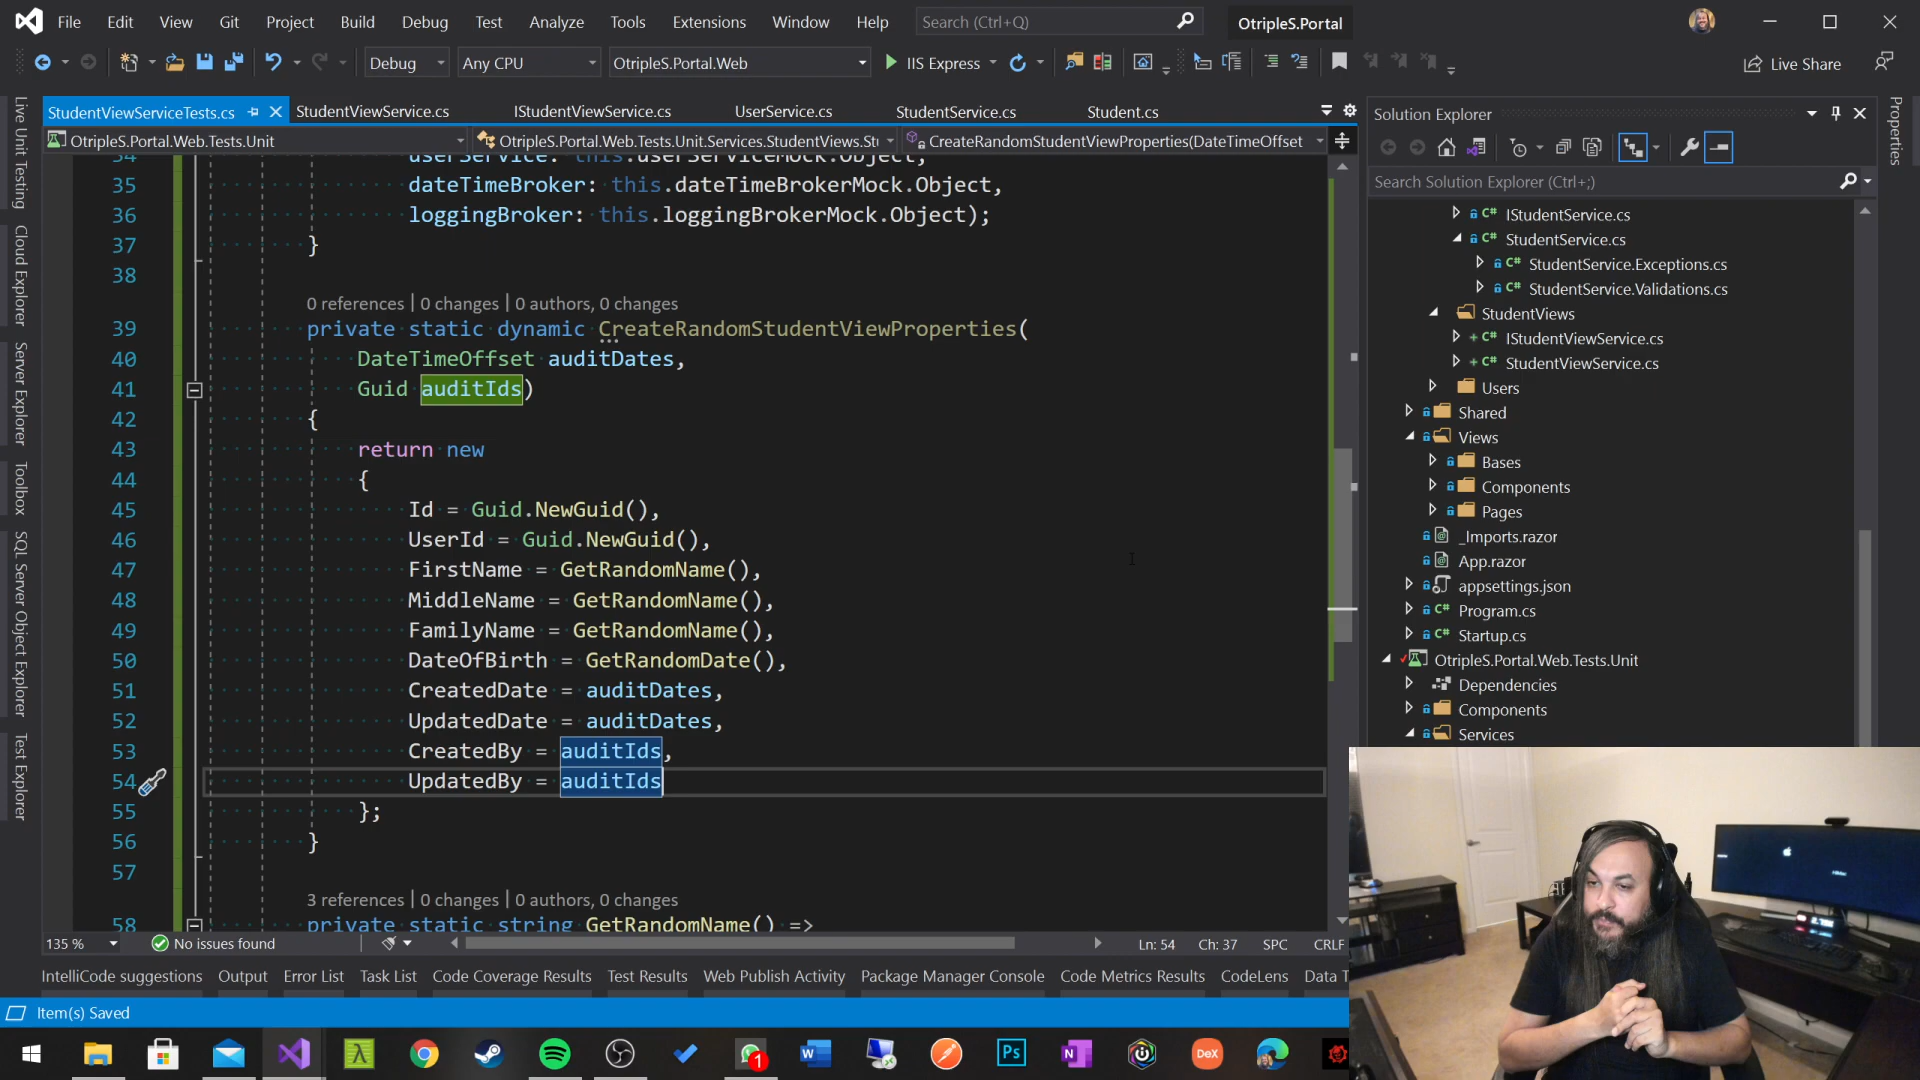 File Edit View Git Project Build Debug Test Analyze Tools Extensions Window Help Search (Ctrl+Q) OtripleS.Portal
Debug Any CPU OtripleS.Portal.Web IIS Express Live Share
StudentViewServiceTests.cs StudentViewService.cs IStudentViewService.cs UserService.cs StudentService.cs Student.cs
OtripleS.Portal.Web.Tests.Unit OtripleS.Portal.Web.Tests.Unit.Services.StudentViews.Stu CreateRandomStudentViewProperties(DateTimeOffset
Live Unit Testing
Cloud Explorer
Server Explorer
Toolbox
SQL Server Object Explorer
Test Explorer
34 userService: this.userServiceMock.Object,
35 dateTimeBroker: this.dateTimeBrokerMock.Object,
36 loggingBroker: this.loggingBrokerMock.Object);
37 }
38
0 references | 0 changes | 0 authors, 0 changes
39 private static dynamic CreateRandomStudentViewProperties(
40 DateTimeOffset auditDates,
41 Guid auditIds)
42 {
43 return new
44 {
45 Id = Guid.NewGuid(),
46 UserId = Guid.NewGuid(),
47 FirstName = GetRandomName(),
48 MiddleName = GetRandomName(),
49 FamilyName = GetRandomName(),
50 DateOfBirth = GetRandomDate(),
51 CreatedDate = auditDates,
52 UpdatedDate = auditDates,
53 CreatedBy = auditIds,
54 UpdatedBy = auditIds
55 };
56 }
57
3 references | 0 changes | 0 authors, 0 changes
58 private static string GetRandomName() =>
135 % No issues found Ln: 54 Ch: 37 SPC CRLF
IntelliCode suggestions Output Error List Task List Code Coverage Results Test Results Web Publish Activity Package Manager Console Code Metrics Results CodeLens Data T
Item(s) Saved
Solution Explorer
Search Solution Explorer (Ctrl+;)
C# IStudentService.cs
C# StudentService.cs
C# StudentService.Exceptions.cs
C# StudentService.Validations.cs
StudentViews
C# IStudentViewService.cs
C# StudentViewService.cs
Users
Shared
Views
Bases
Components
Pages
_Imports.razor
App.razor
appsettings.json
C# Program.cs
C# Startup.cs
OtripleS.Portal.Web.Tests.Unit
Dependencies
Components
Services
Properties
λ 1 W Ps N DeX